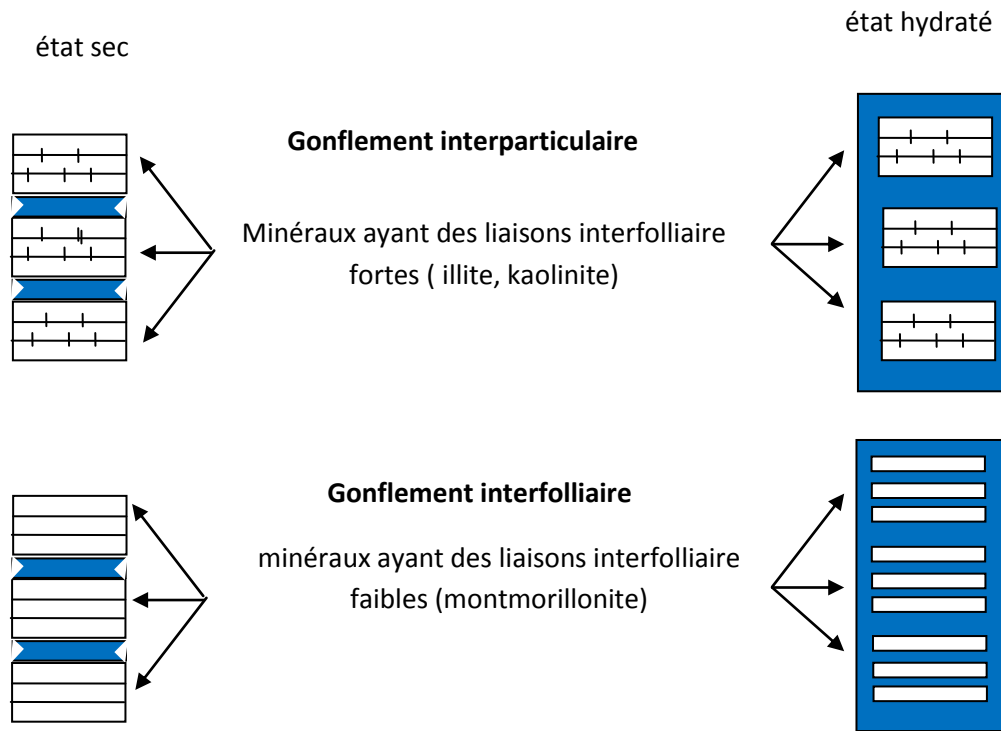 état sec
état hydraté
Gonflement interparticulaire
Minéraux ayant des liaisons interfolliaire
fortes ( illite, kaolinite)
Gonflement interfolliaire
minéraux ayant des liaisons interfolliaire
faibles (montmorillonite)